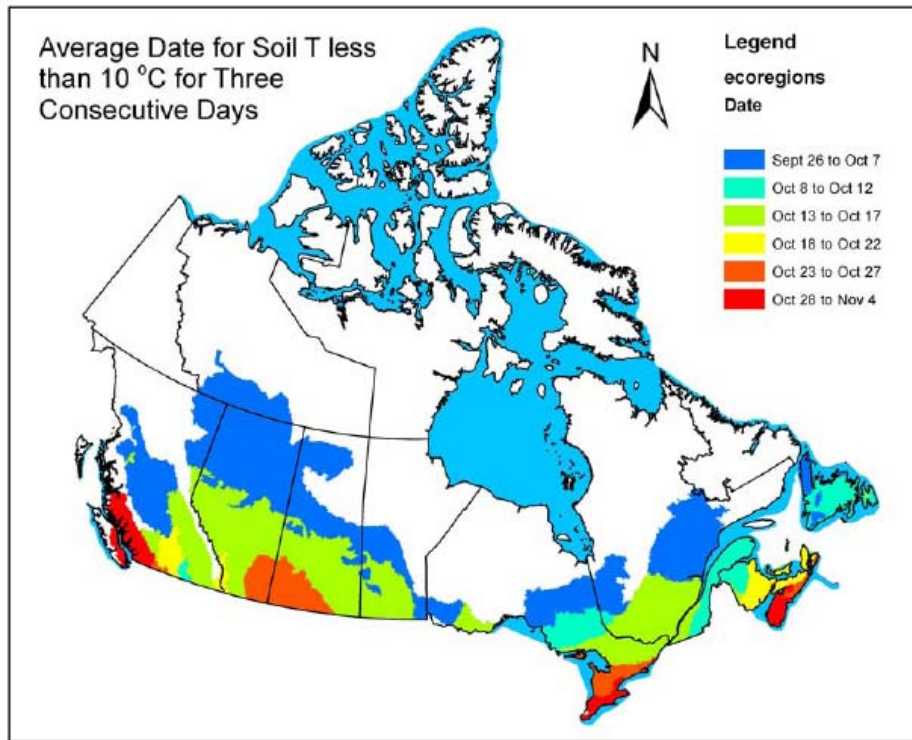 Average Date for Soil T less
than 10 °C for Three
Consecutive Days
N
Legend
ecoregions
Date
Sept 26 to Oct 7
Oct 8 to Oct 12
Oct 13 to Oct 17
Oct 18 to Oct 22
Oct 23 to Oct 27
Oct 28 to Nov 4